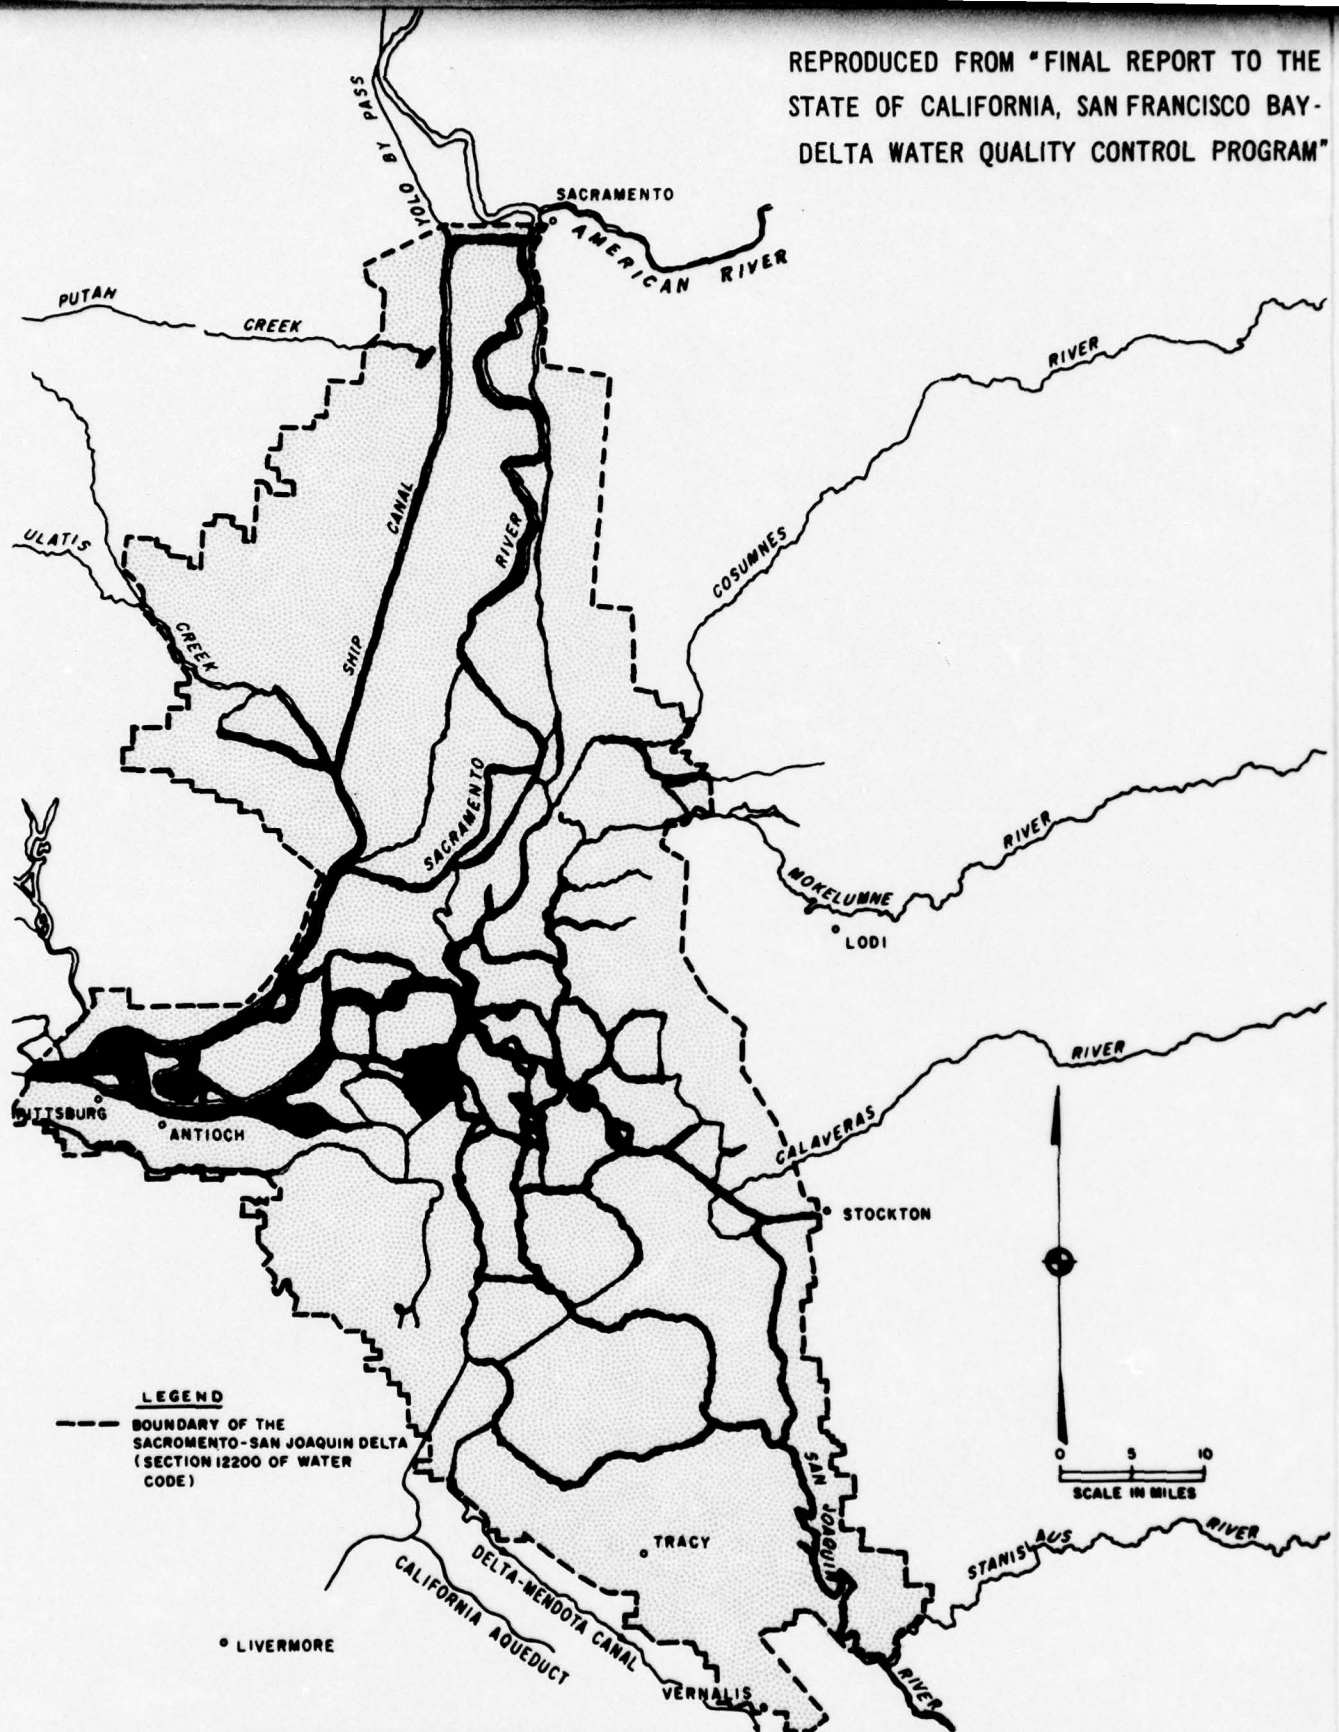 REPRODUCED FROM "FINAL REPORT TO THE
STATE OF CALIFORNIA, SAN FRANCISCO BAY-
DELTA WATER QUALITY CONTROL PROGRAM"
YOLO BY PASS
SACRAMENTO
AMERICAN RIVER
PUTAH CREEK
RIVER
COSUMNES
ULATIS
CREEK
SHIP CANAL
RIVER
SACRAMENTO
RIVER
MOKELUMNE
LODI
RIVER
CALAVERAS
PITTSBURG
ANTIOCH
STOCKTON
LEGEND
BOUNDARY OF THE
SACROMENTO-SAN JOAQUIN DELTA
(SECTION 12200 OF WATER
CODE)
0 5 10
SCALE IN MILES
SAN JOAQUIN
RIVER
STANISLAUS RIVER
TRACY
DELTA-MENDOTA CANAL
CALIFORNIA AQUEDUCT
LIVERMORE
VERNALIS